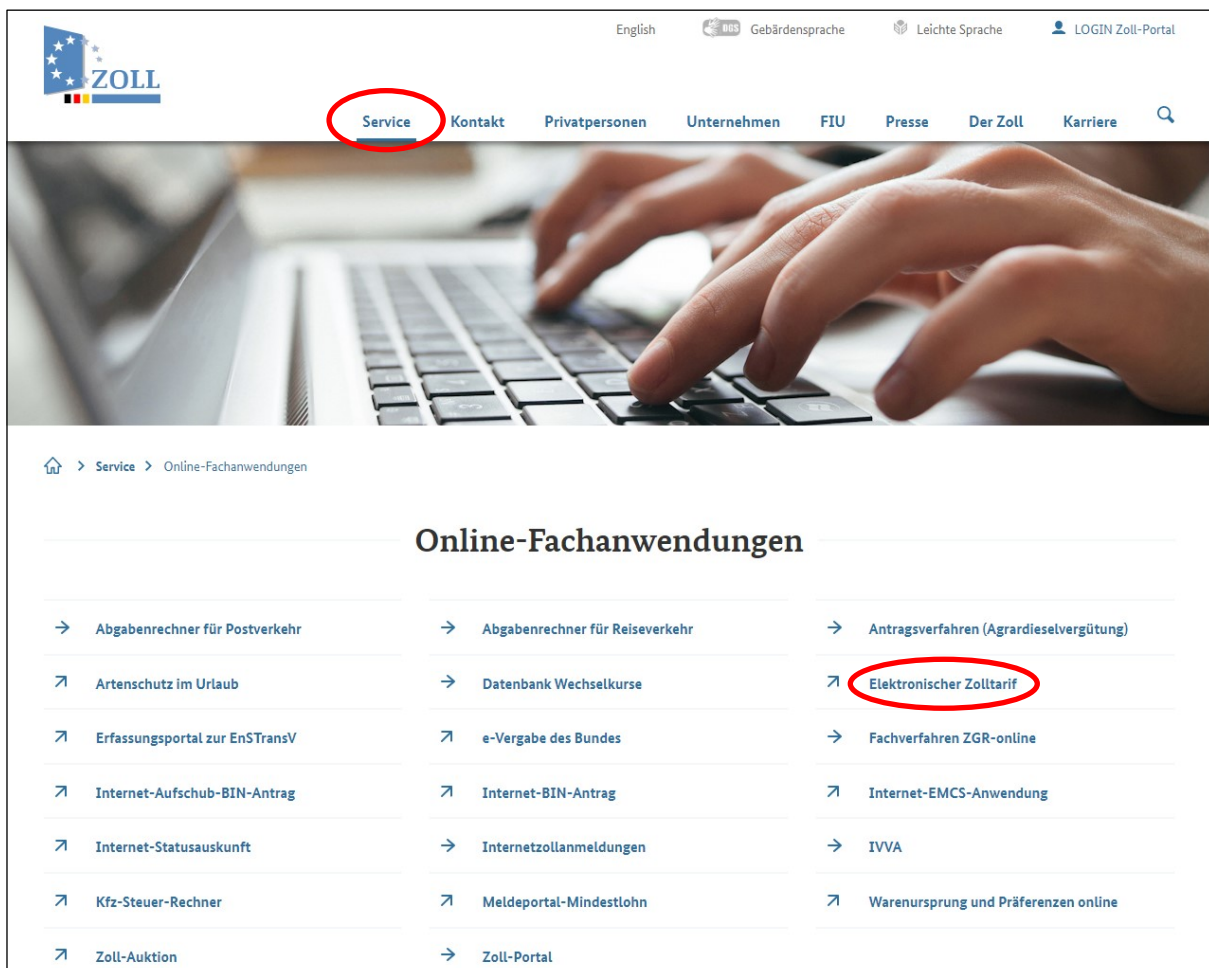 English DGS Gebärdensprache Leichte Sprache LOGIN Zoll-Portal
ZOLL
Service Kontakt Privatpersonen Unternehmen FIU Presse Der Zoll Karriere
> Service > Online-Fachanwendungen
Online-Fachanwendungen
→ Abgabenrechner für Postverkehr → Abgabenrechner für Reiseverkehr → Antragsverfahren (Agrardieselvergütung)
↗ Artenschutz im Urlaub → Datenbank Wechselkurse ↗ Elektronischer Zolltarif
↗ Erfassungsportal zur EnSTransV ↗ e-Vergabe des Bundes → Fachverfahren ZGR-online
↗ Internet-Aufschub-BIN-Antrag ↗ Internet-BIN-Antrag ↗ Internet-EMCS-Anwendung
↗ Internet-Statusauskunft → Internetzollanmeldungen → IVVA
↗ Kfz-Steuer-Rechner ↗ Meldeportal-Mindestlohn ↗ Warenursprung und Präferenzen online
↗ Zoll-Auktion → Zoll-Portal